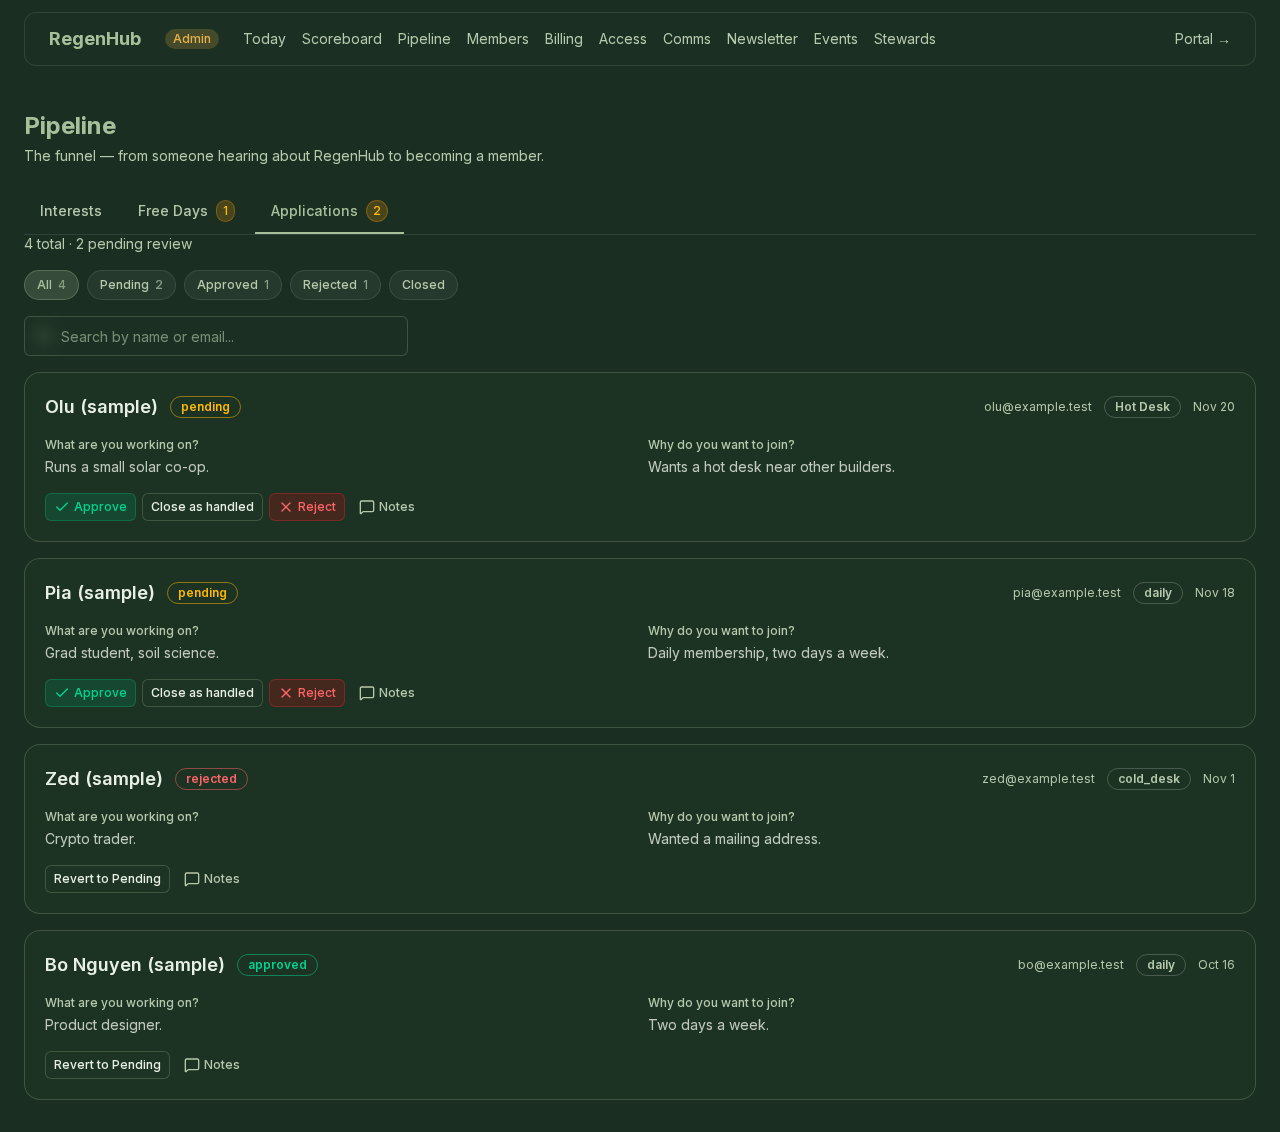 RegenHub Admin Today Scoreboard Pipeline Members Billing Access Comms Newsletter Events Stewards Portal →
Pipeline
The funnel — from someone hearing about RegenHub to becoming a member.
Interests Free Days 1 Applications 2
4 total · 2 pending review
All 4 Pending 2 Approved 1 Rejected 1 Closed
Search by name or email...
Olu (sample) pending olu@example.test Hot Desk Nov 20
What are you working on? Why do you want to join?
Runs a small solar co-op. Wants a hot desk near other builders.
Approve Close as handled Reject Notes
Pia (sample) pending pia@example.test daily Nov 18
What are you working on? Why do you want to join?
Grad student, soil science. Daily membership, two days a week.
Approve Close as handled Reject Notes
Zed (sample) rejected zed@example.test cold_desk Nov 1
What are you working on? Why do you want to join?
Crypto trader. Wanted a mailing address.
Revert to Pending Notes
Bo Nguyen (sample) approved bo@example.test daily Oct 16
What are you working on? Why do you want to join?
Product designer. Two days a week.
Revert to Pending Notes